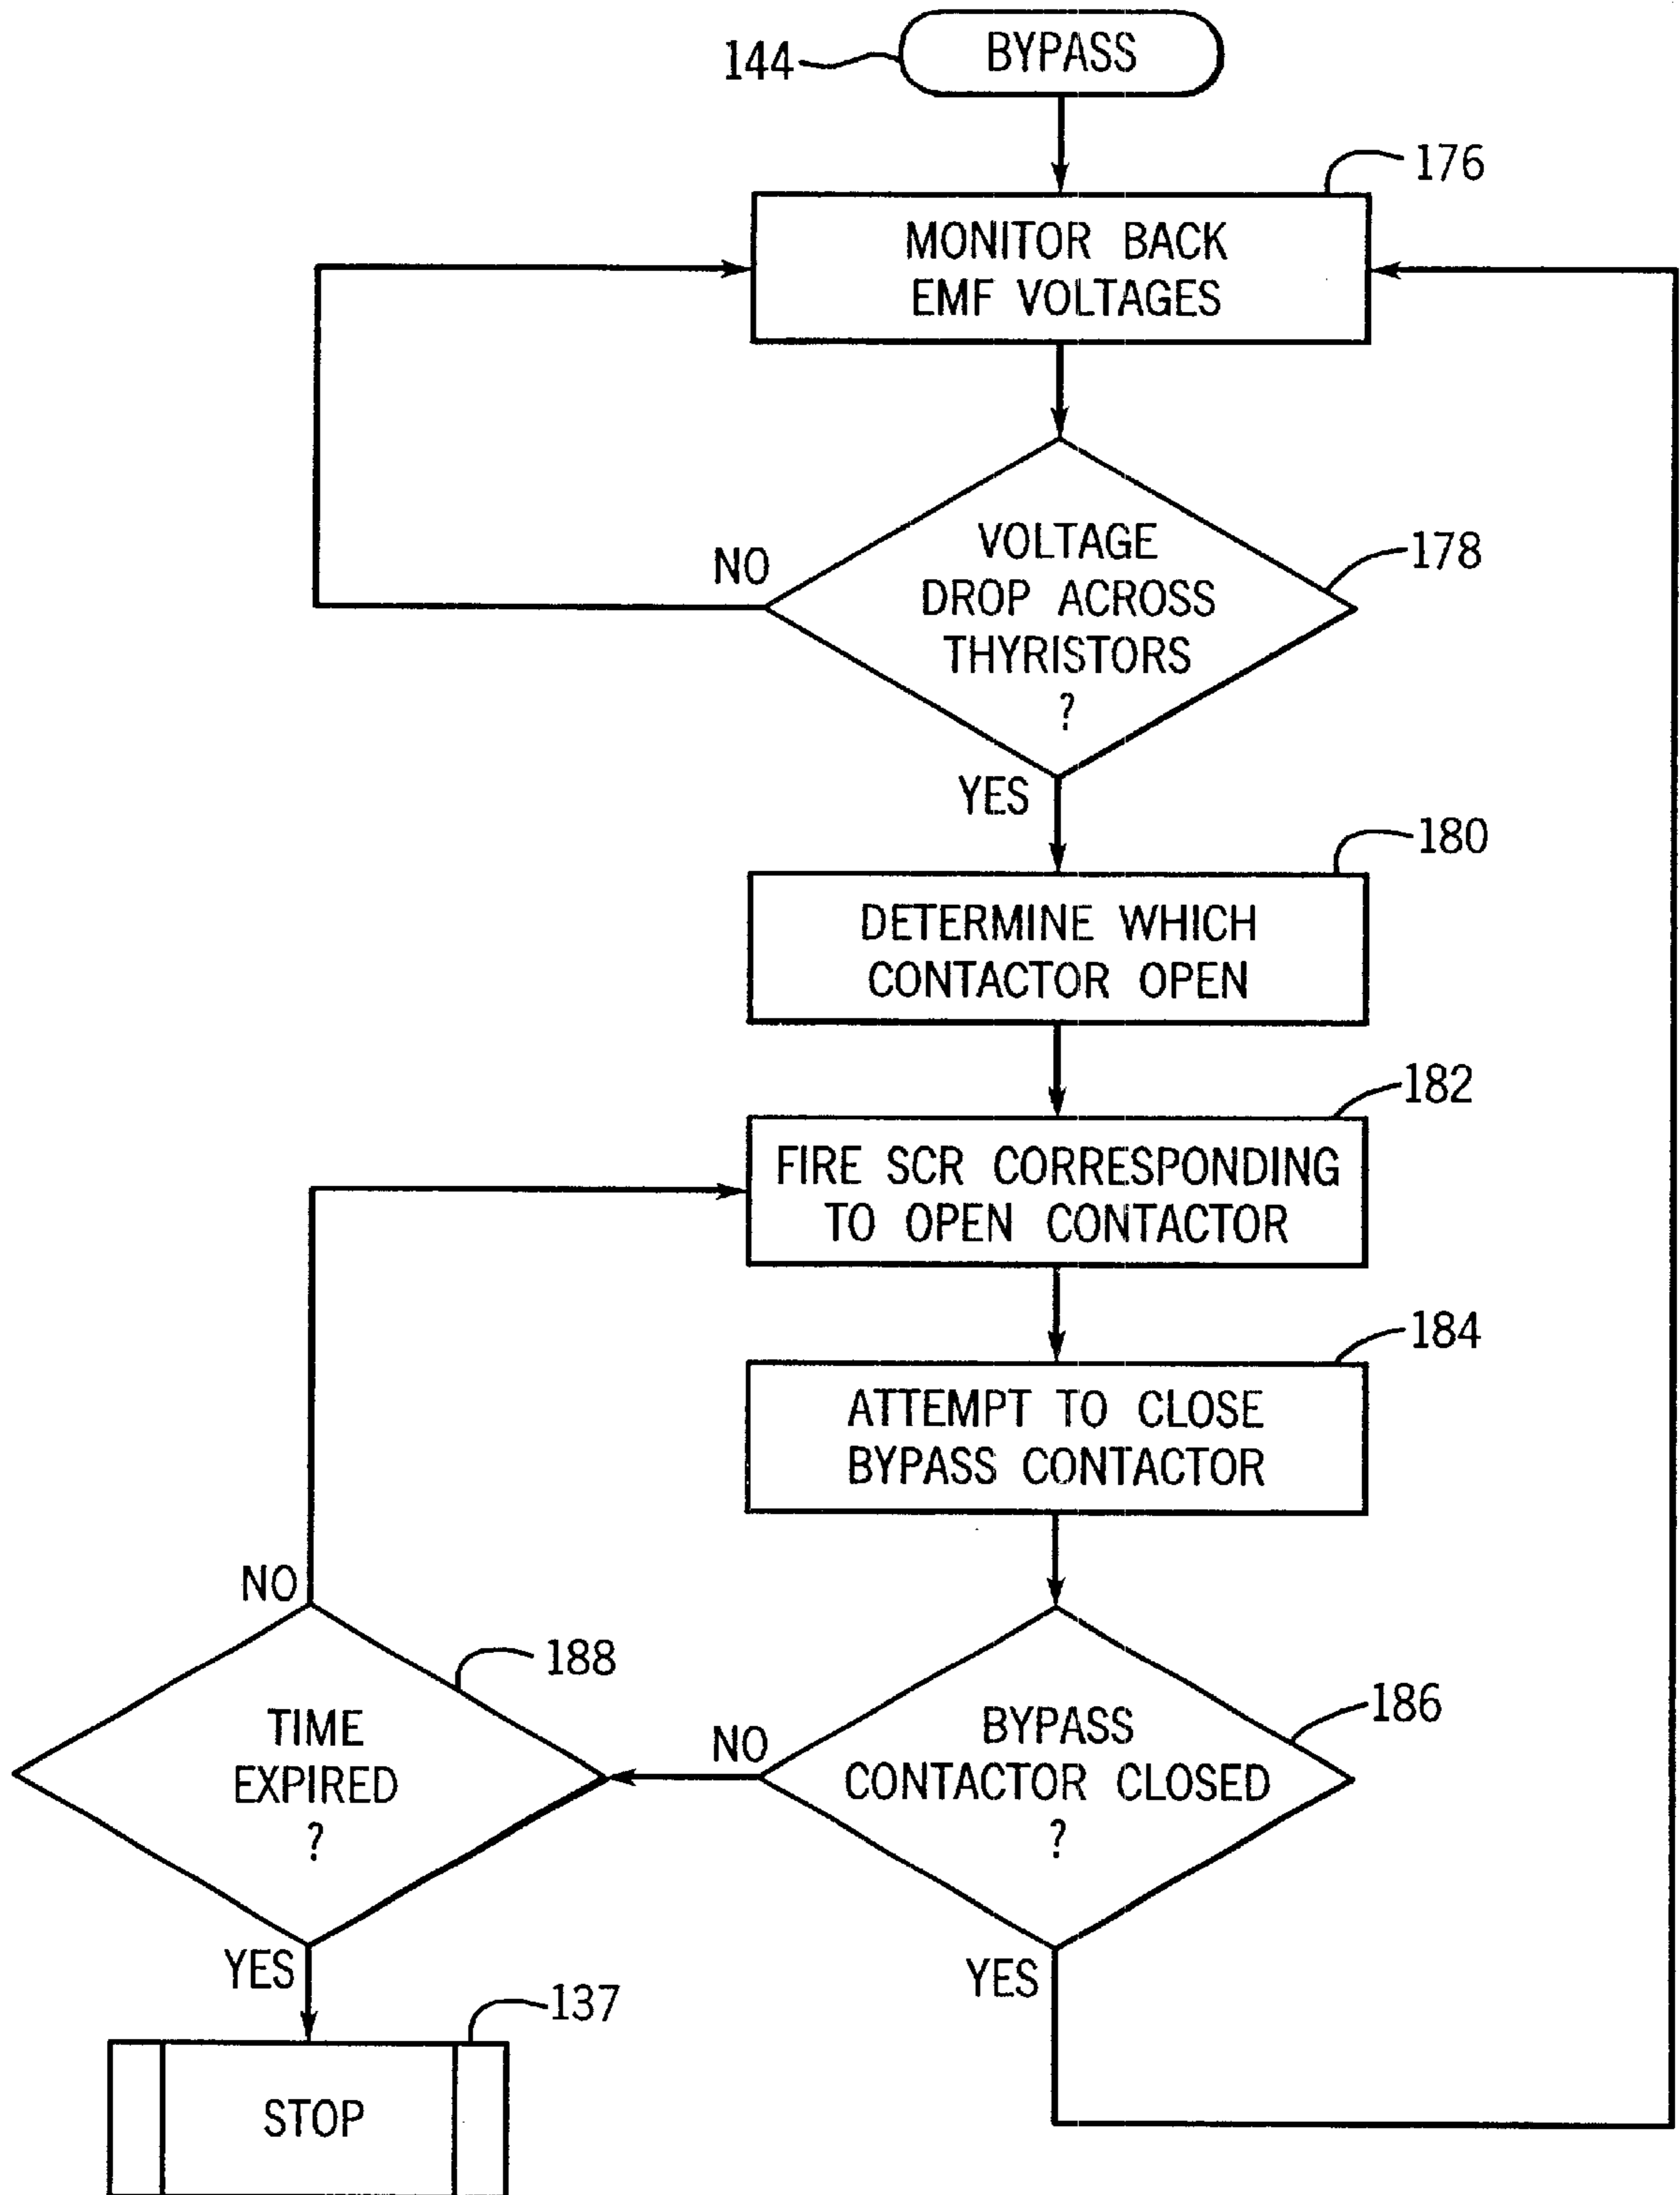 144
BYPASS
176
MONITOR BACK
EMF VOLTAGES
NO
VOLTAGE
DROP ACROSS
THYRISTORS
?
178
YES
180
DETERMINE WHICH
CONTACTOR OPEN
182
FIRE SCR CORRESPONDING
TO OPEN CONTACTOR
184
ATTEMPT TO CLOSE
BYPASS CONTACTOR
NO
188
TIME
EXPIRED
?
NO
BYPASS
CONTACTOR CLOSED
?
186
YES
YES
137
STOP